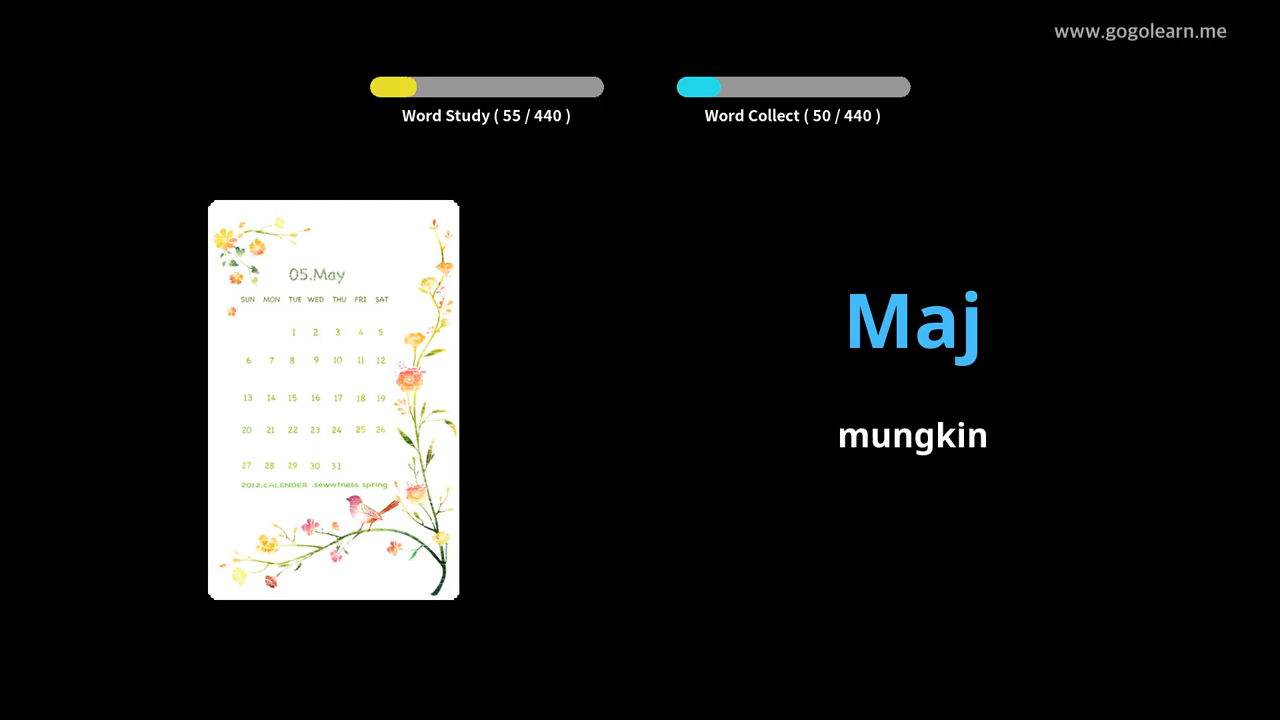 www.gogolearn.me
Word Study ( 55 / 440 )
Word Collect ( 50 / 440 )
05.May
SUN MON TUE WED THU FRI SAT
1 2 3 4 5
6 7 8 9 10 11 12
13 14 15 16 17 18 19
20 21 22 23 24 25 26
27 28 29 30 31
2012.CALENDER .sewwtness spring
Maj
mungkin